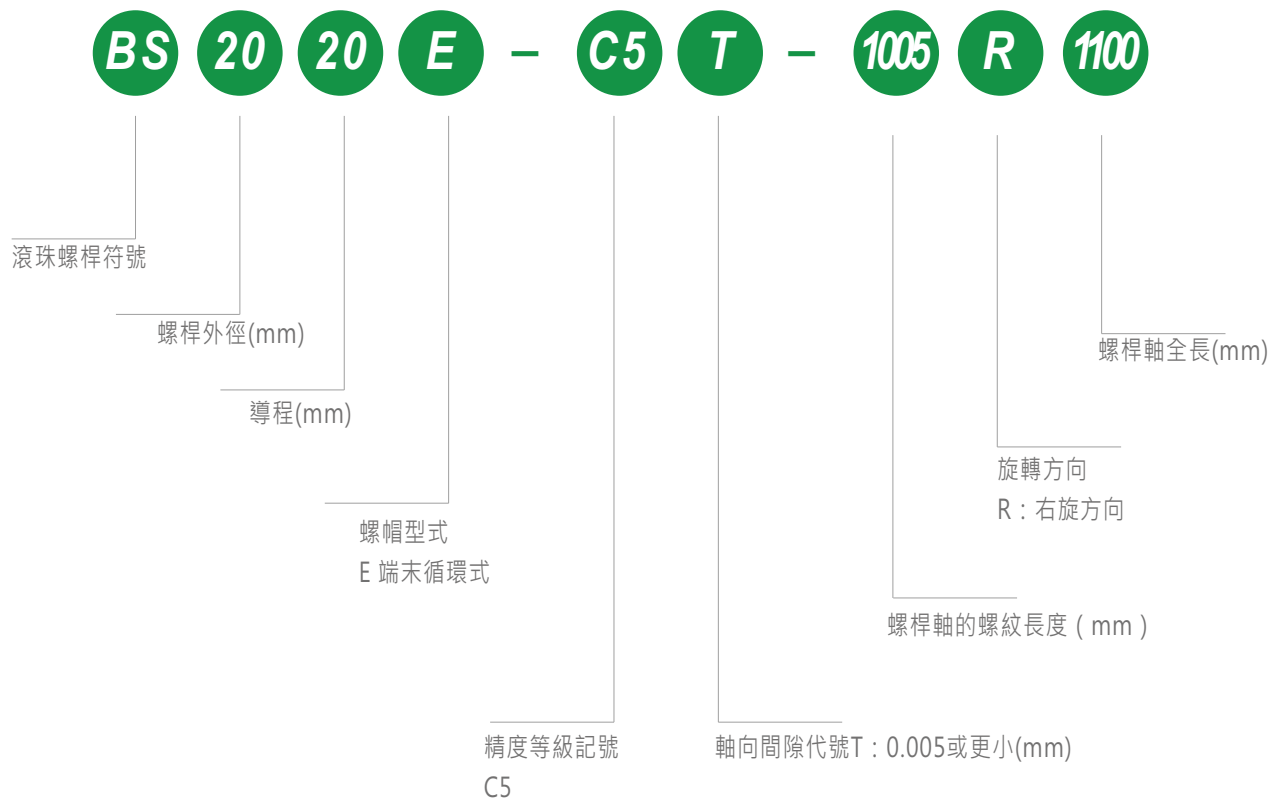 BS 20 20 E - C5 T - 1005 R 1100
滾珠螺桿符號
螺桿外徑(mm)
螺桿軸全長(mm)
導程(mm)
旋轉方向
R：右旋方向
螺帽型式
E 端末循環式
螺桿軸的螺紋長度 ( mm )
精度等級記號
C5
軸向間隙代號T：0.005或更小(mm)